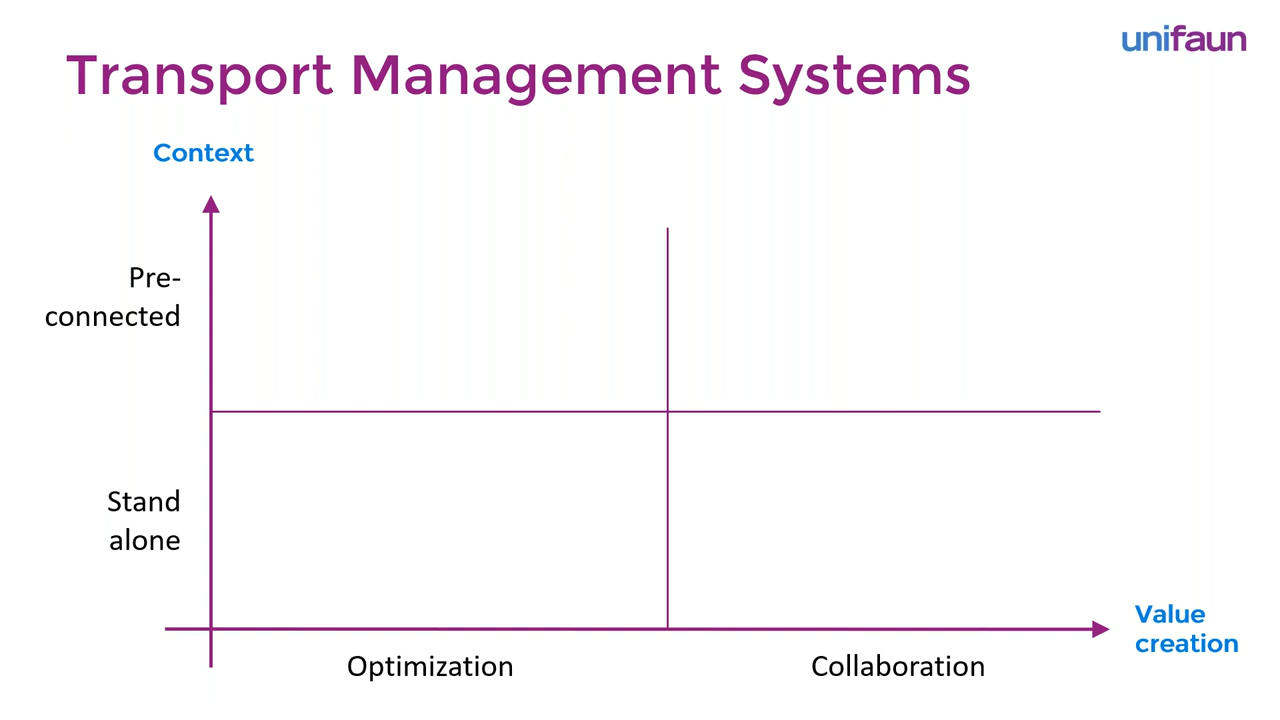 unifaun
Transport Management Systems
Context
Pre-
connected
Stand
alone
Value
creation
Optimization
Collaboration